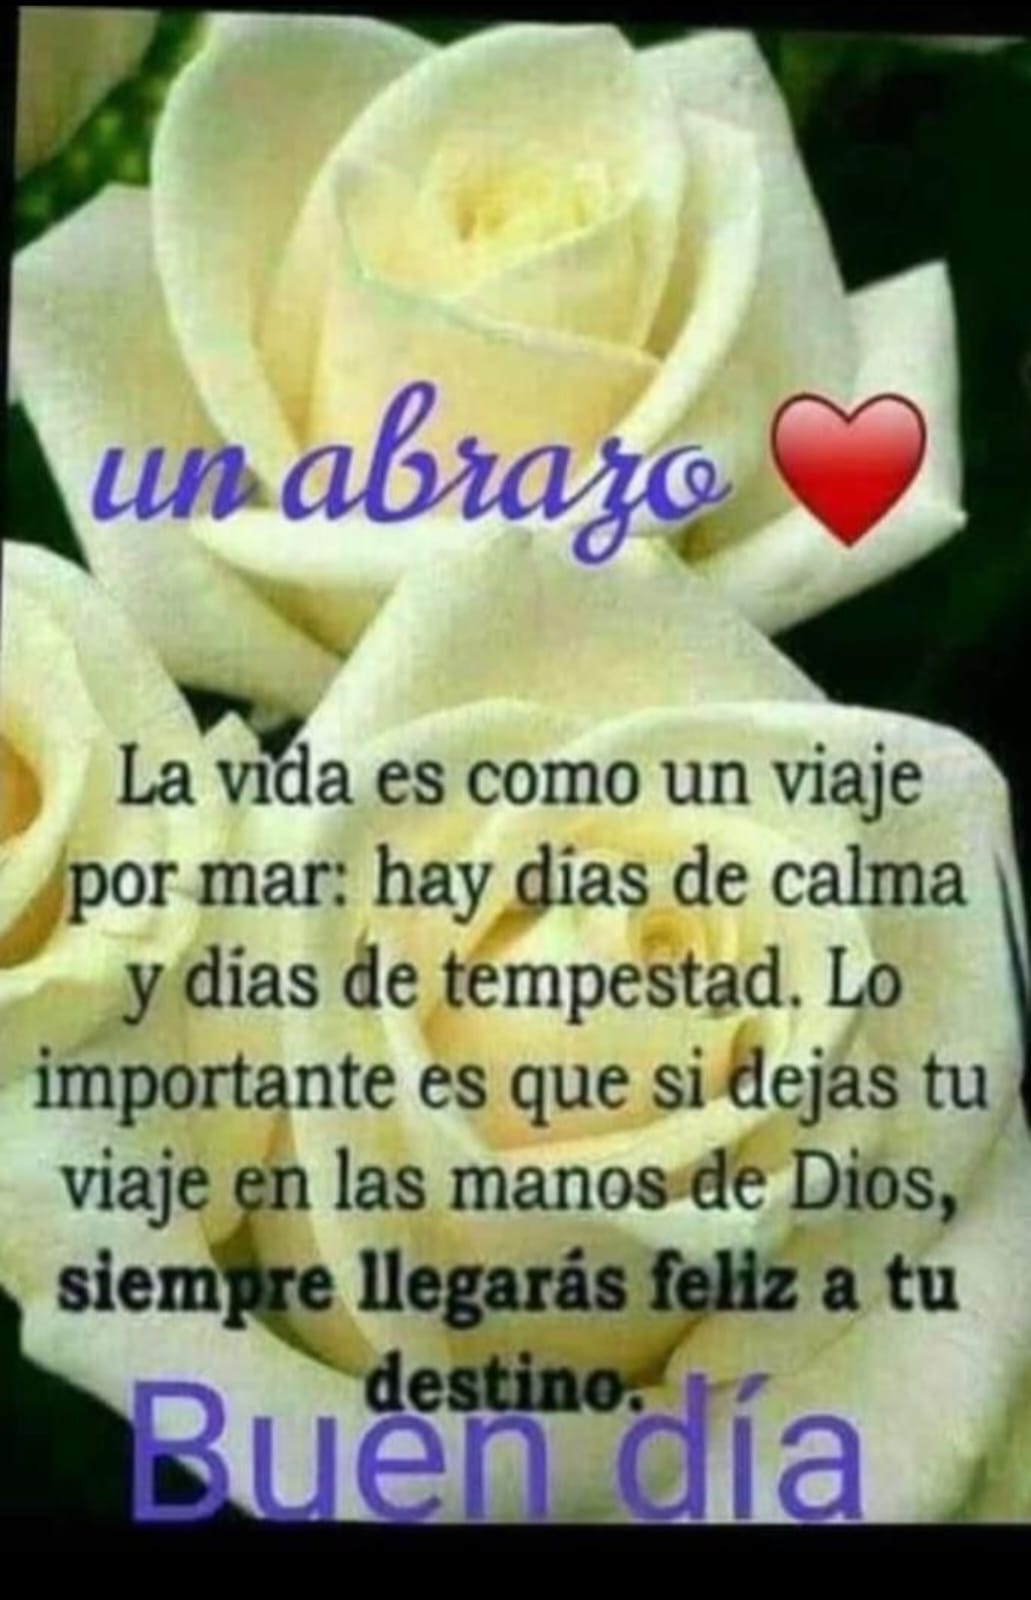 un abrazo ♥
La vida es como un viaje
por mar: hay días de calma
y días de tempestad. Lo
importante es que si dejas tu
viaje en las manos de Dios,
siempre llegarás feliz a tu
destino.
Buen día